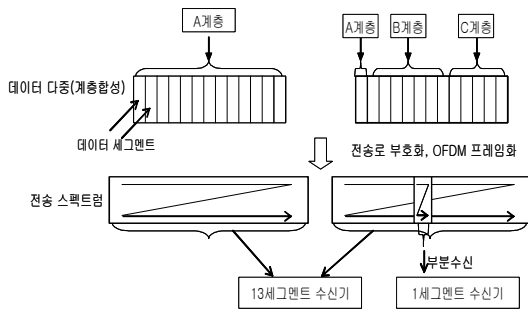 A계층
A계층
B계층
C계층
데이터 다중(계층합성)
데이터 세그먼트
전송로 부호화, OFDM 프레임화
전송 스펙트럼
부분수신
13세그멘트 수신기
1세그멘트 수신기